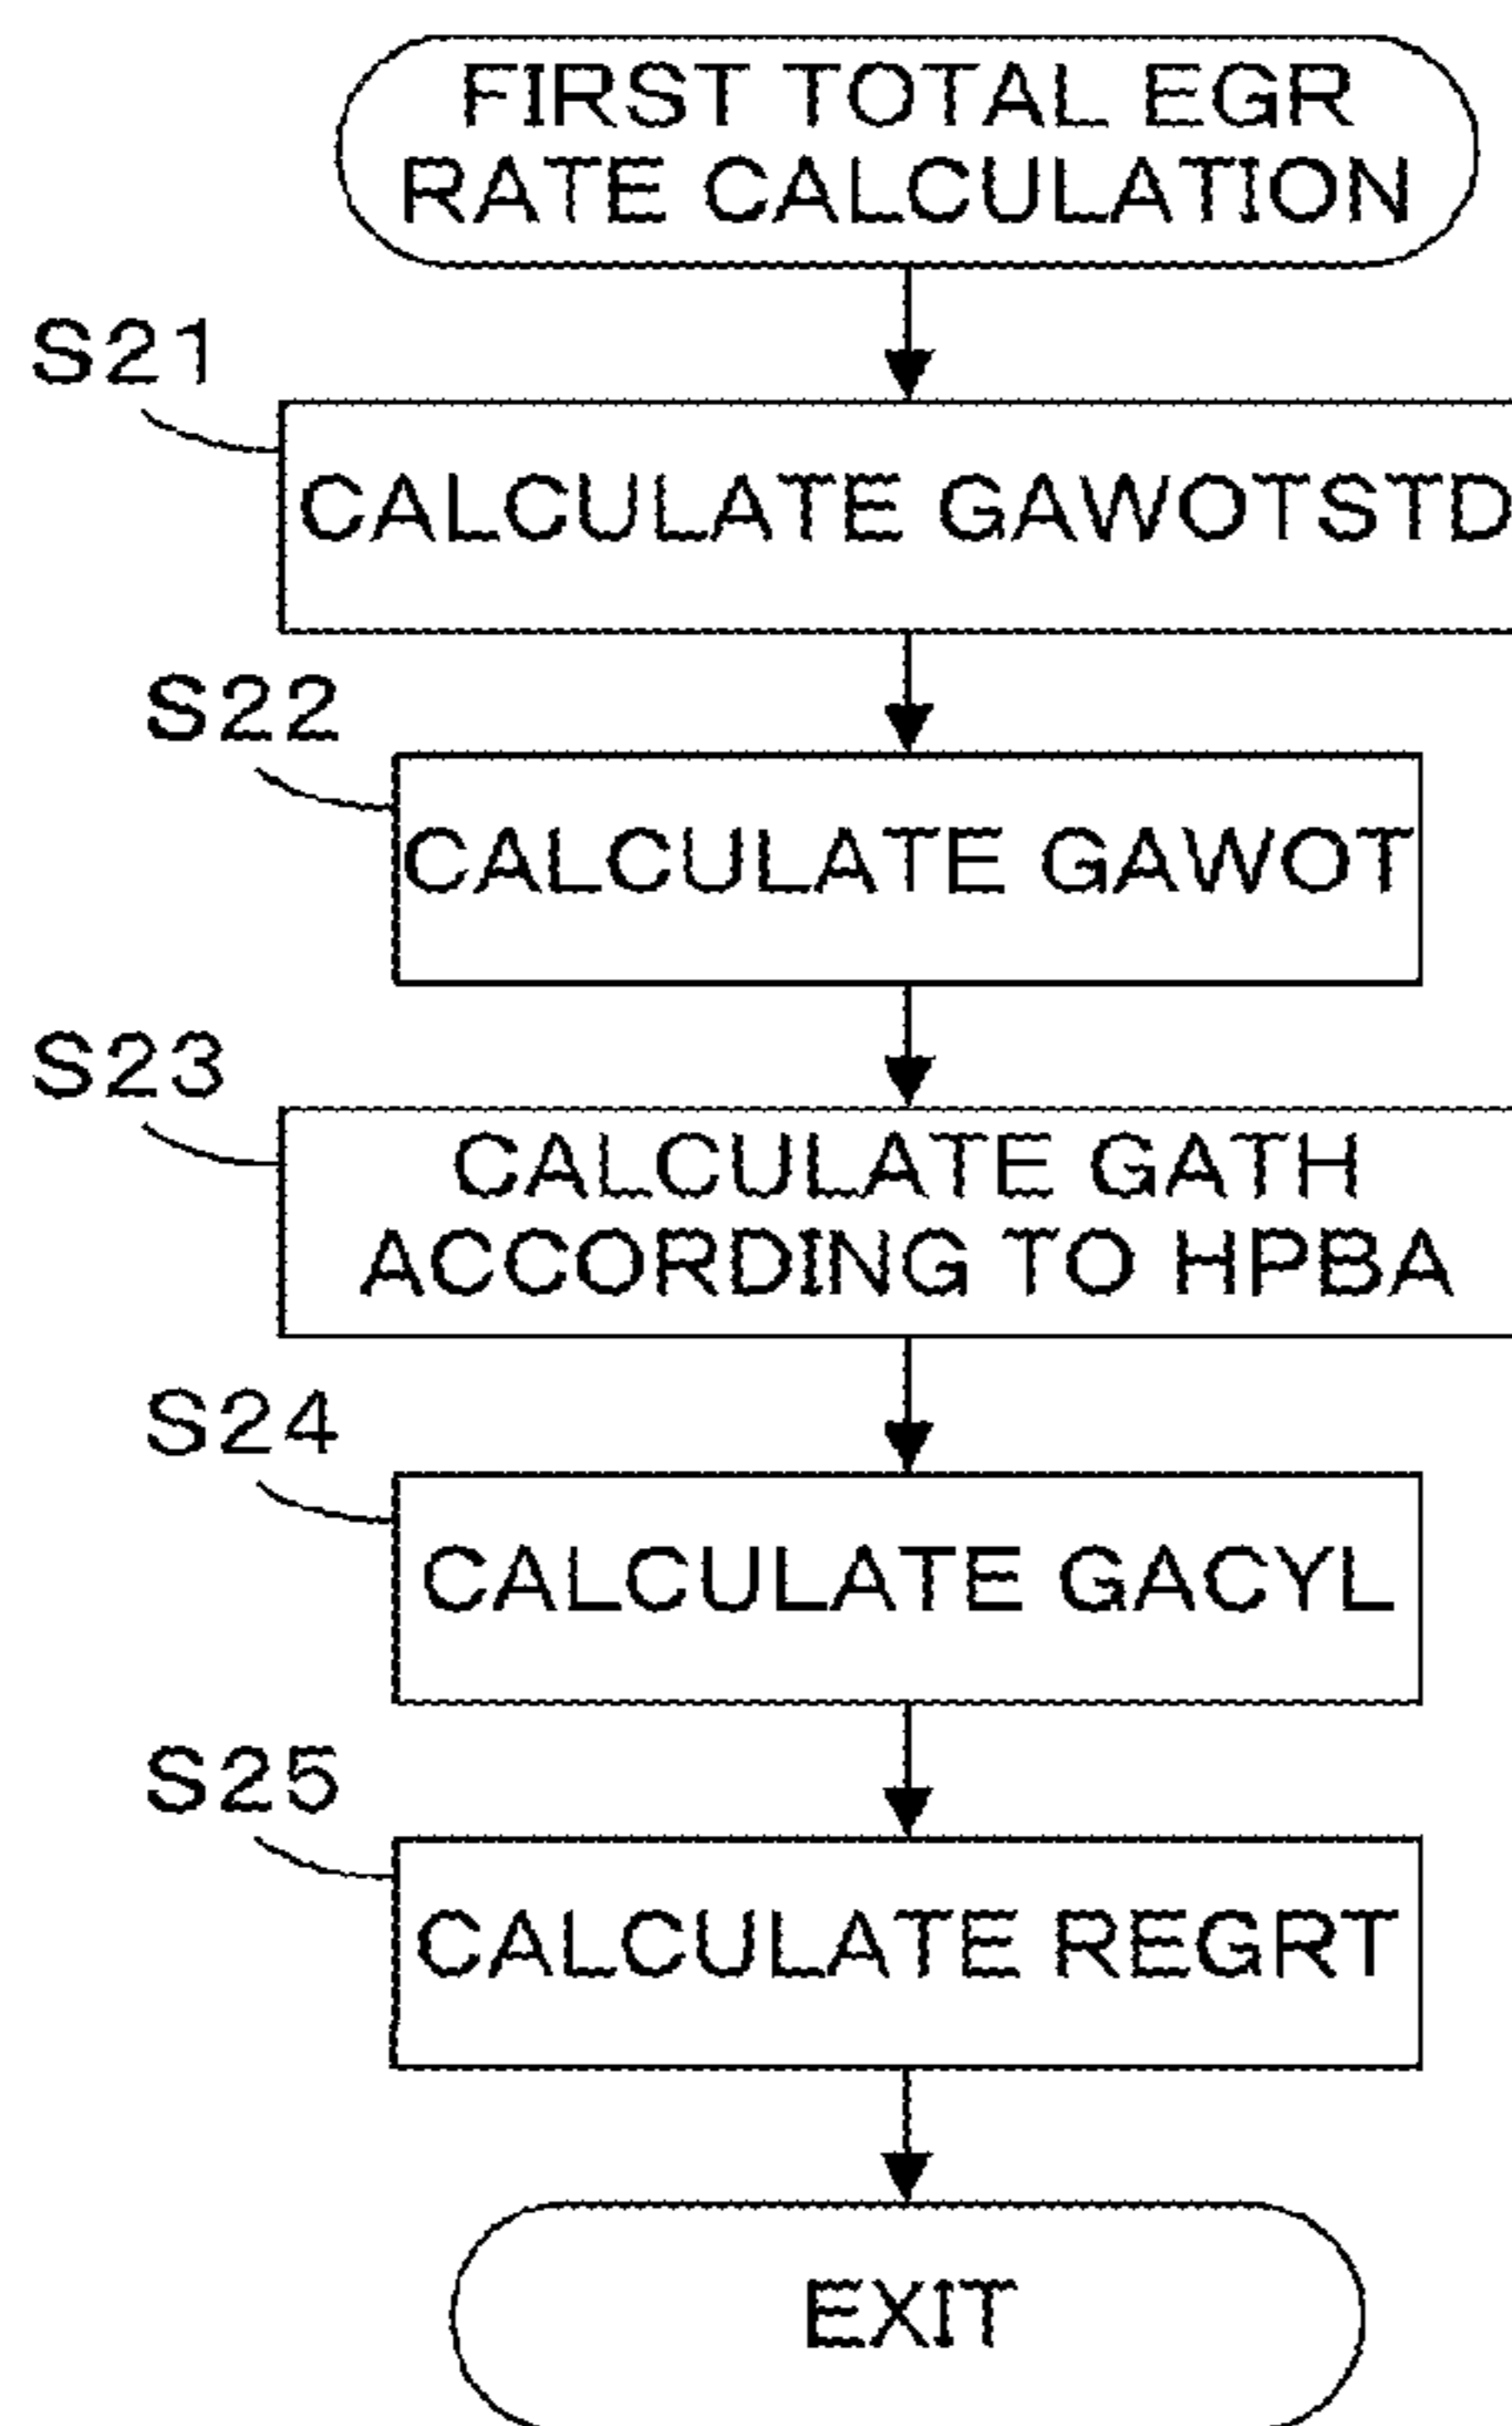 FIRST TOTAL EGR
RATE CALCULATION
S21
CALCULATE GAWOTSTD
S22
CALCULATE GAWOT
S23
CALCULATE GATH
ACCORDING TO HPBA
S24
CALCULATE GACYL
S25
CALCULATE REGRT
EXIT